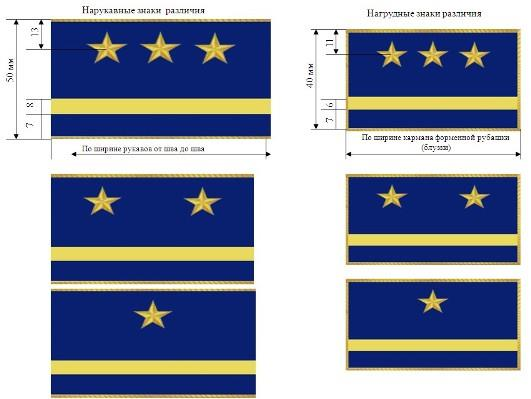 Нарукавные знаки различия
Нагрудные знаки различия
13
50 мм
8
7
По ширине рукавов от шва до шва
11
40 мм
6
7
По ширине кармана форменной рубашки
(блузки)